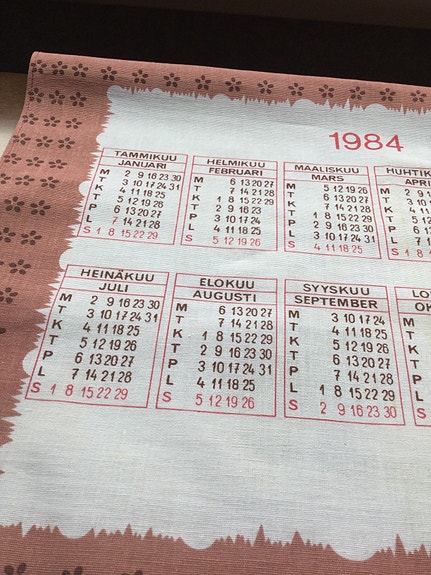 1984
TAMMIKUU
JANUARI
M 2 9 16 23 30
T 3 10 17 24 31
K 4 11 18 25
T 5 12 19 26
P 6 13 20 27
L 7 14 21 28
S 1 8 15 22 29
HELMIKUU
FEBRUARI
M 6 13 20 27
T 7 14 21 28
K 1 8 15 22 29
T 2 9 16 23
P 3 10 17 24
L 4 11 18 25
S 5 12 19 26
MAALISKUU
MARS
M 5 12 19 26
T 6 13 20 27
K 7 14 21 28
T 1 8 15 22 29
P 2 9 16 23 30
L 3 10 17 24 31
S 4 11 18 25
HUHTIK
APRI
M
T
K
T
P
L
S
HEINÄKUU
JULI
M 2 9 16 23 30
T 3 10 17 24 31
K 4 11 18 25
T 5 12 19 26
P 6 13 20 27
L 7 14 21 28
S 1 8 15 22 29
ELOKUU
AUGUSTI
M 6 13 20 27
T 7 14 21 28
K 1 8 15 22 29
T 2 9 16 23 30
P 3 10 17 24 31
L 4 11 18 25
S 5 12 19 26
SYYSKUU
SEPTEMBER
M 3 10 17 24
T 4 11 18 25
K 5 12 19 26
T 6 13 20 27
P 7 14 21 28
L 1 8 15 22 29
S 2 9 16 23 30
LO
OK
M
T
K
T
P
L
S